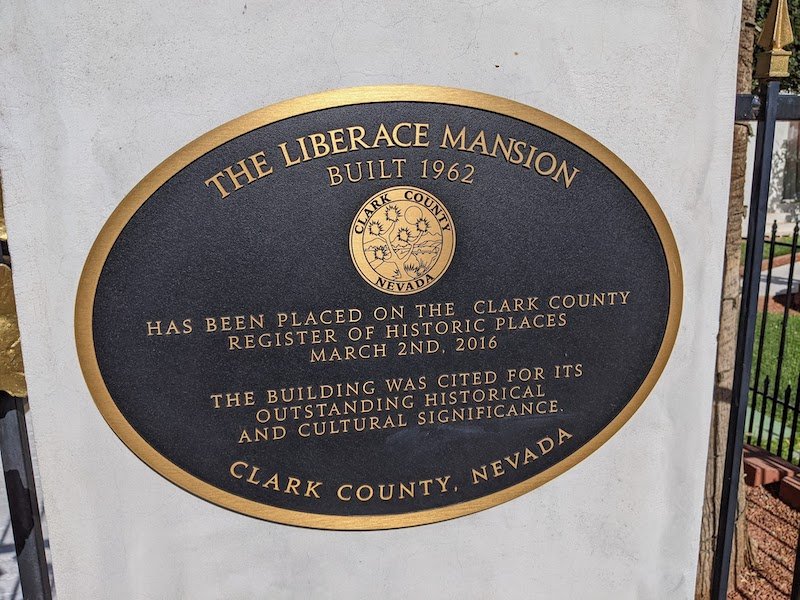 THE LIBERACE MANSION
BUILT 1962
CLARK COUNTY
NEVADA
HAS BEEN PLACED ON THE CLARK COUNTY
REGISTER OF HISTORIC PLACES
MARCH 2ND, 2016
THE BUILDING WAS CITED FOR ITS
OUTSTANDING HISTORICAL
AND CULTURAL SIGNIFICANCE.
CLARK COUNTY, NEVADA